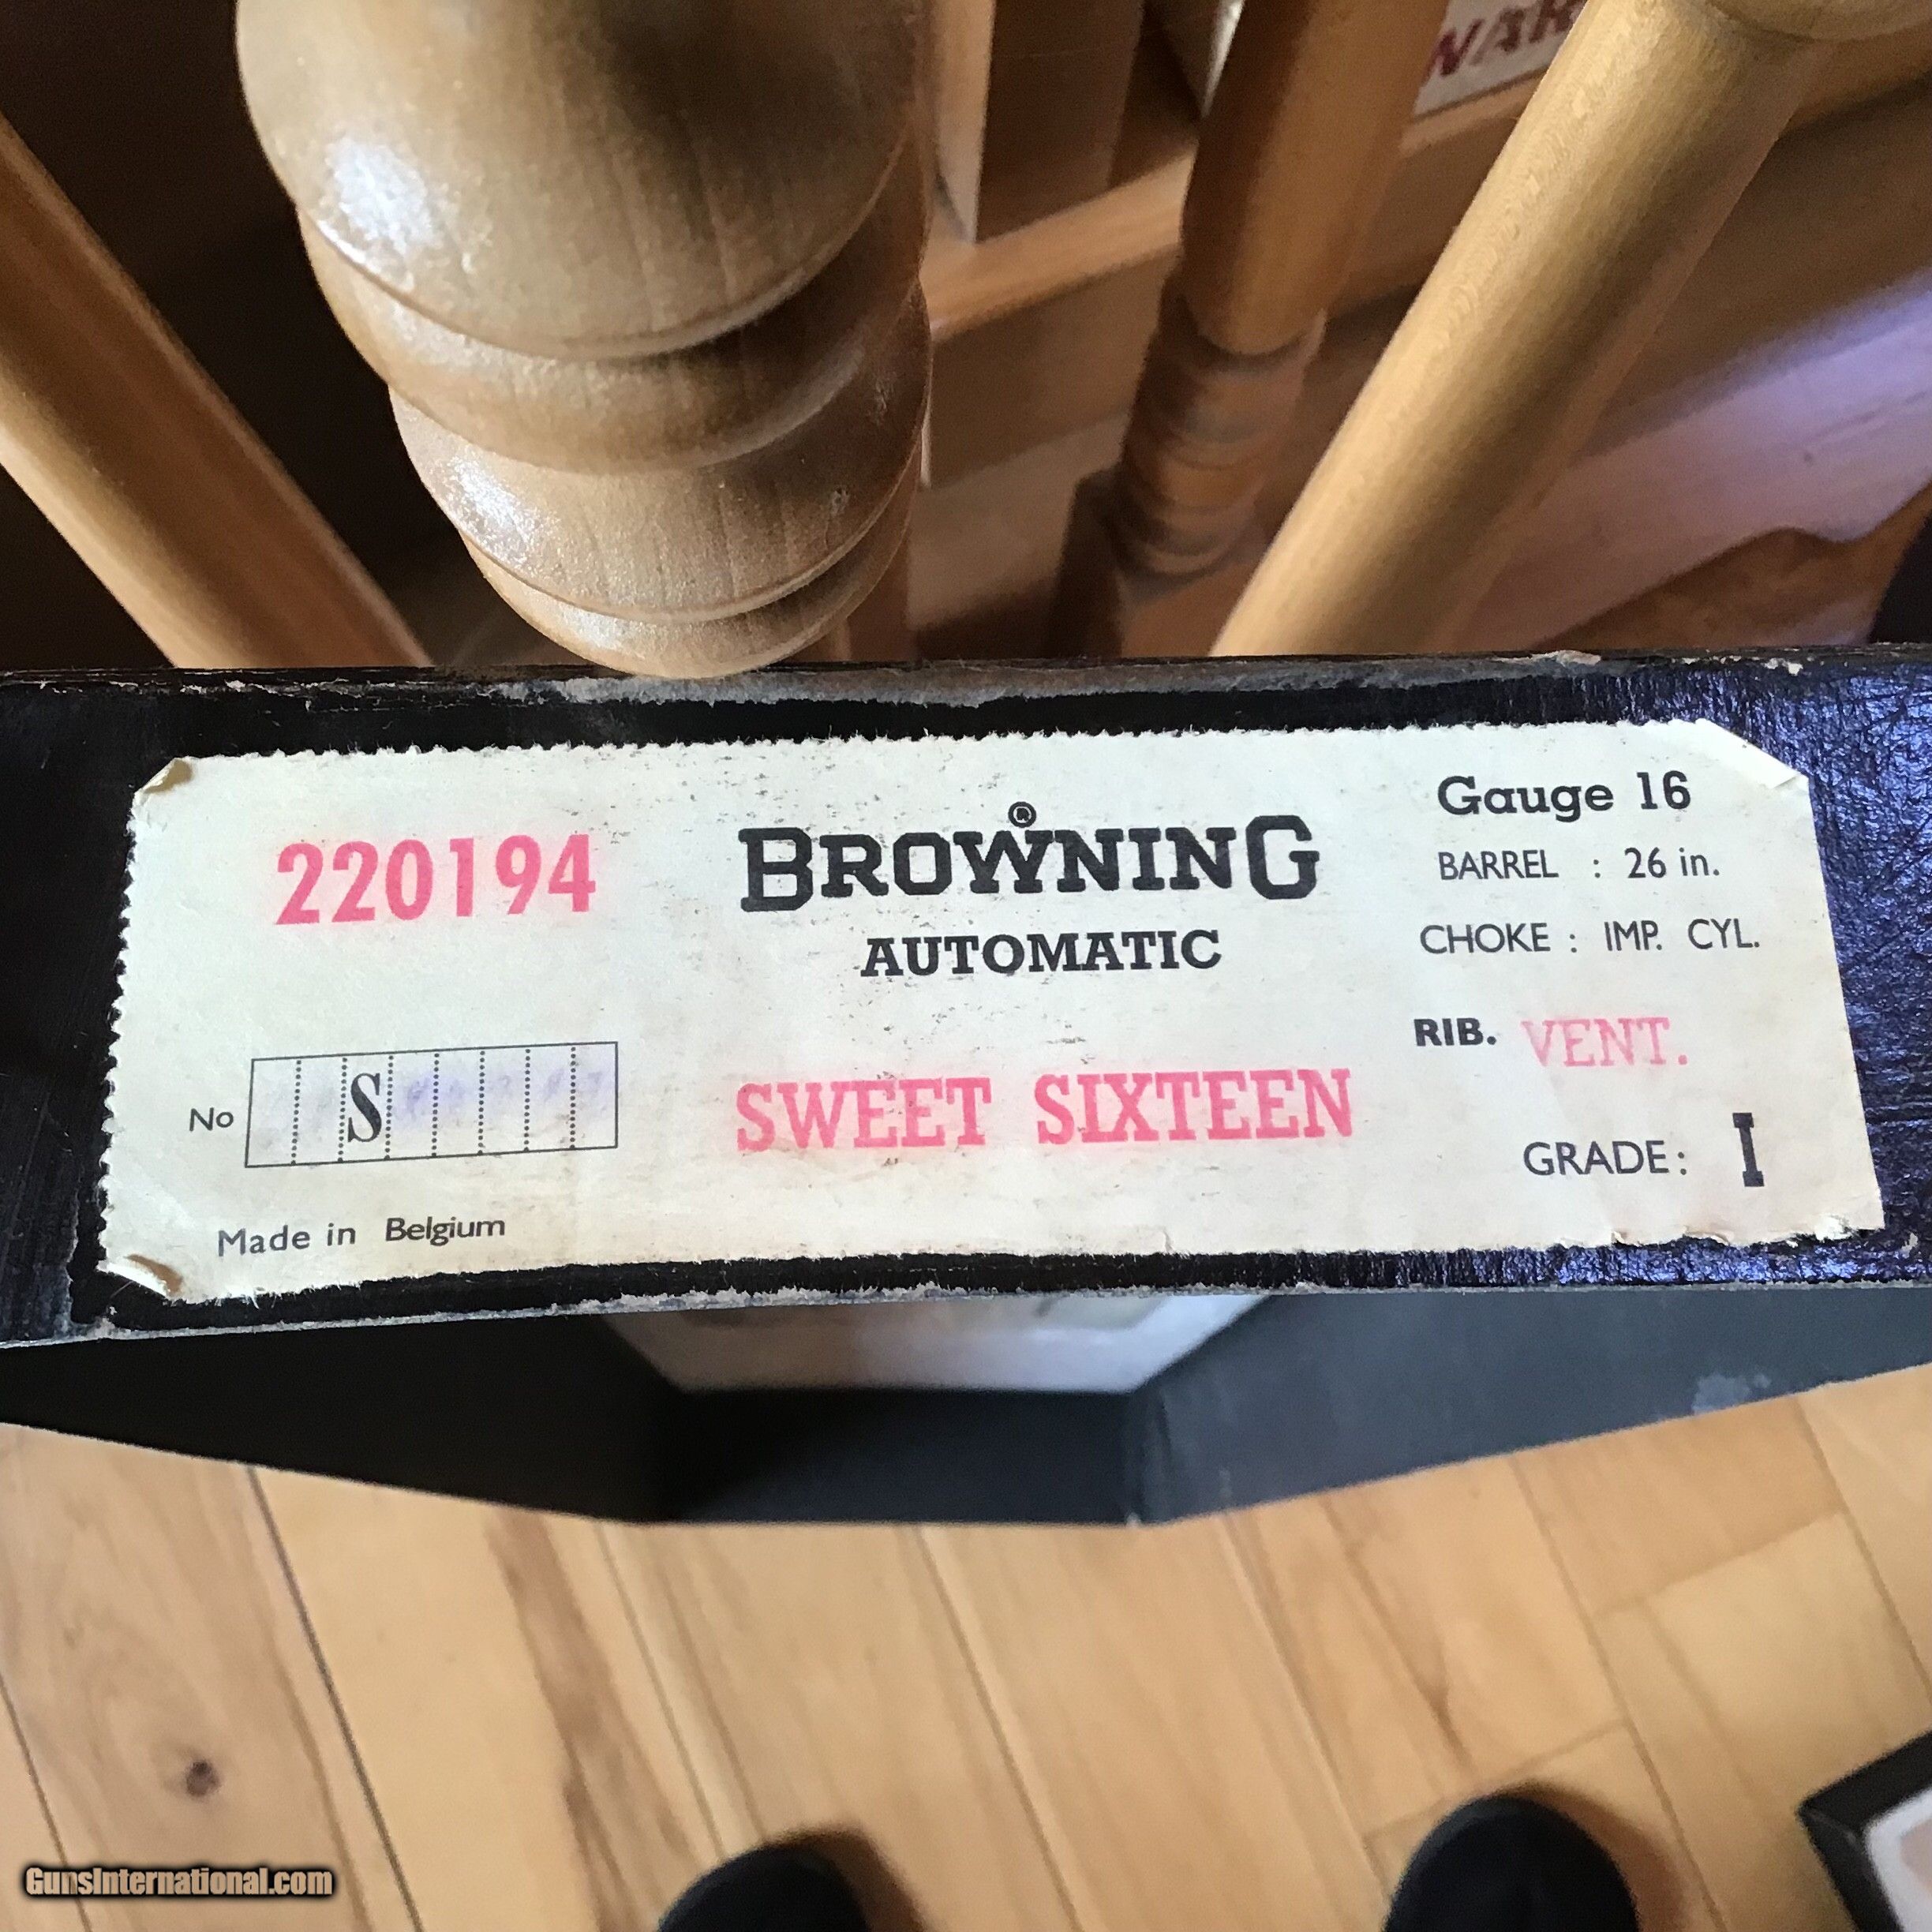 220194
BROWNING ®
AUTOMATIC
SWEET SIXTEEN
Gauge 16
BARREL : 26 in.
CHOKE : IMP. CYL.
RIB. VENT.
GRADE: I
No S
Made in Belgium
GunsInternational.com